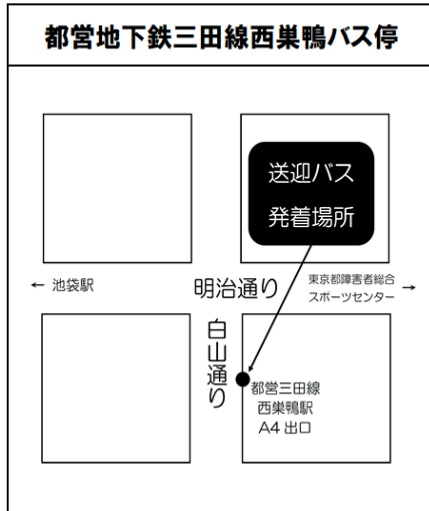 都営地下鉄三田線西巣鴨バス停
送迎バス
発着場所
← 池袋駅
明治通り
東京都障害者総合
スポーツセンター →
白山通り
都営三田線
西巣鴨駅
A4 出口